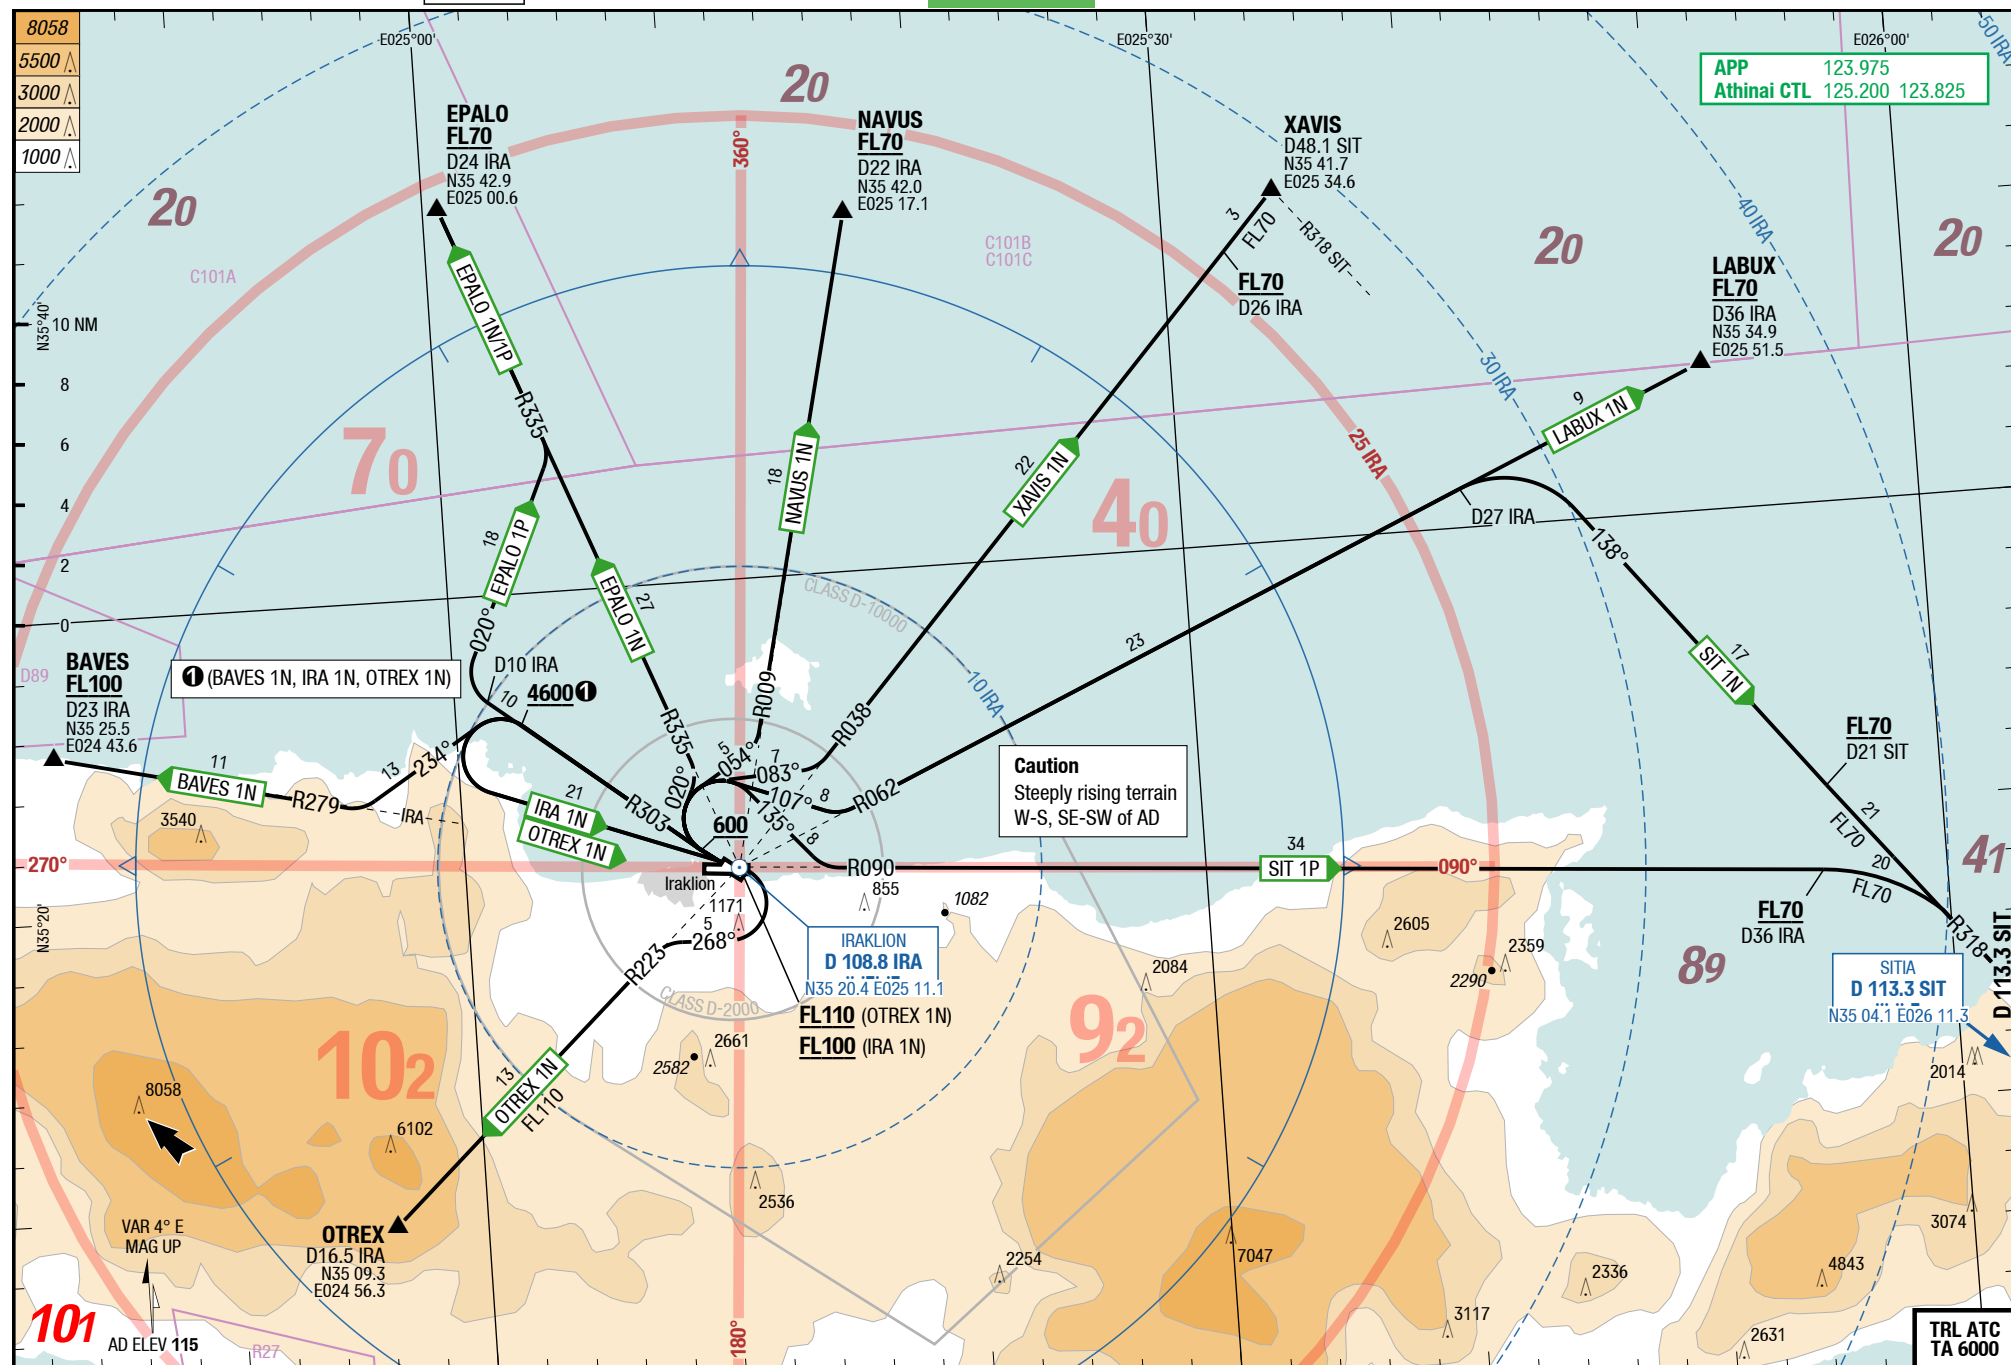 8058
5500
3000
2000
1000
E025°00'
E025°30'
E026°00'
50 IRA
APP 123.975
Athinai CTL 125.200 123.825
20
20
20
20
EPALO
FL70
D24 IRA
N35 42.9
E025 00.6
360°
NAVUS
FL70
D22 IRA
N35 42.0
E025 17.1
XAVIS
D48.1 SIT
N35 41.7
E025 34.6
3
FL70
R318 SIT
40 IRA
C101A
C101B
C101C
FL70
D26 IRA
LABUX
FL70
D36 IRA
N35 34.9
E025 51.5
N35°40'
10 NM
8
6
4
2
0
EPALO 1N/1P
R335
30 IRA
9
LABUX 1N
25 IRA
70
40
18
NAVUS 1N
22
XAVIS 1N
D27 IRA
138°
18
EPALO 1P
020°
EPALO 1N
27
CLASS D-10000
23
17
SIT 1N
D89
BAVES
FL100
D23 IRA
N35 25.5
E024 43.6
❶ (BAVES 1N, IRA 1N, OTREX 1N)
D10 IRA
10
4600 ❶
10 IRA
R335
R009
R038
FL70
D21 SIT
11
BAVES 1N
R279
13
234°
IRA
21
IRA 1N
OTREX 1N
R303
020°
5
054°
7
083°
107°
8
135°
8
R062
Caution
Steeply rising terrain
W-S, SE-SW of AD
600
3540
21
FL70
270°
Iraklion
R090
34
SIT 1P
090°
20
FL70
41
855
1082
1171
5
268°
R223
N35°20'
IRAKLION
D 108.8 IRA
N35 20.4 E025 11.1
FL110 (OTREX 1N)
FL100 (IRA 1N)
CLASS D-2000
FL70
D36 IRA
2605
2359
2290
2084
89
R318
D 113.3 SIT
SITIA
D 113.3 SIT
N35 04.1 E026 11.3
2014
102
92
2661
2582
8058
6102
13
OTREX 1N
FL110
2536
VAR 4° E
MAG UP
OTREX
D16.5 IRA
N35 09.3
E024 56.3
2254
7047
3074
4843
2336
3117
2631
101
AD ELEV 115
R27
180°
TRL ATC
TA 6000